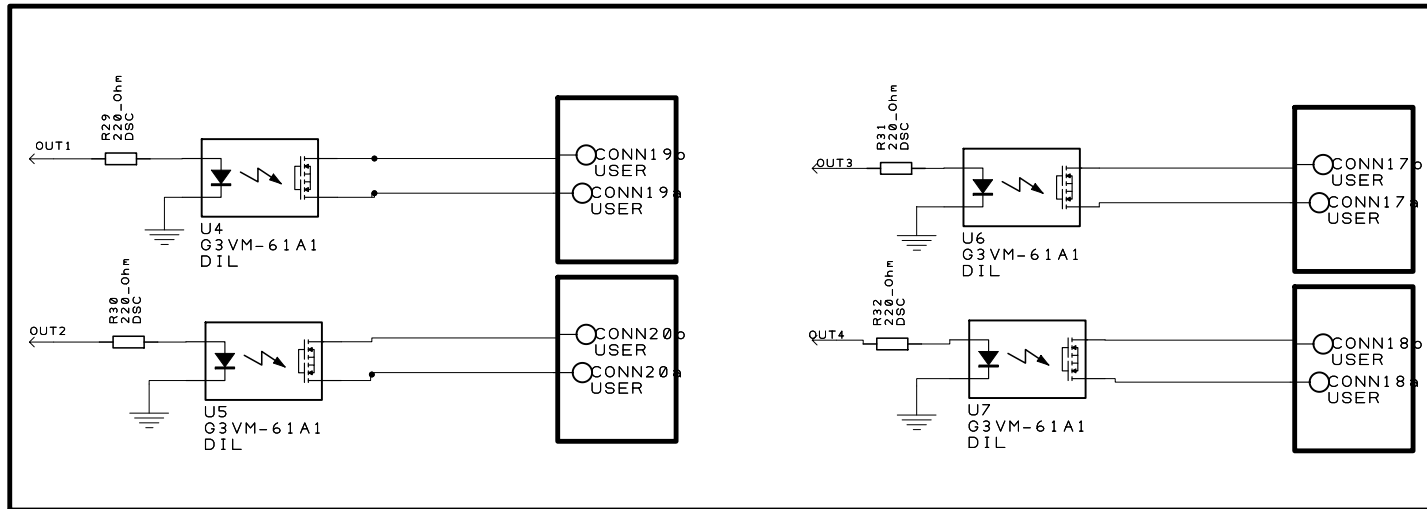 OUT1
R29
220_Ohm
DSC
U4
G3VM-61A1
DIL
CONN19b
USER
CONN19a
USER
OUT2
R30
220_Ohm
DSC
U5
G3VM-61A1
DIL
CONN20b
USER
CONN20a
USER
OUT3
R31
220_Ohm
DSC
U6
G3VM-61A1
DIL
CONN17b
USER
CONN17a
USER
OUT4
R32
220_Ohm
DSC
U7
G3VM-61A1
DIL
CONN18b
USER
CONN18a
USER